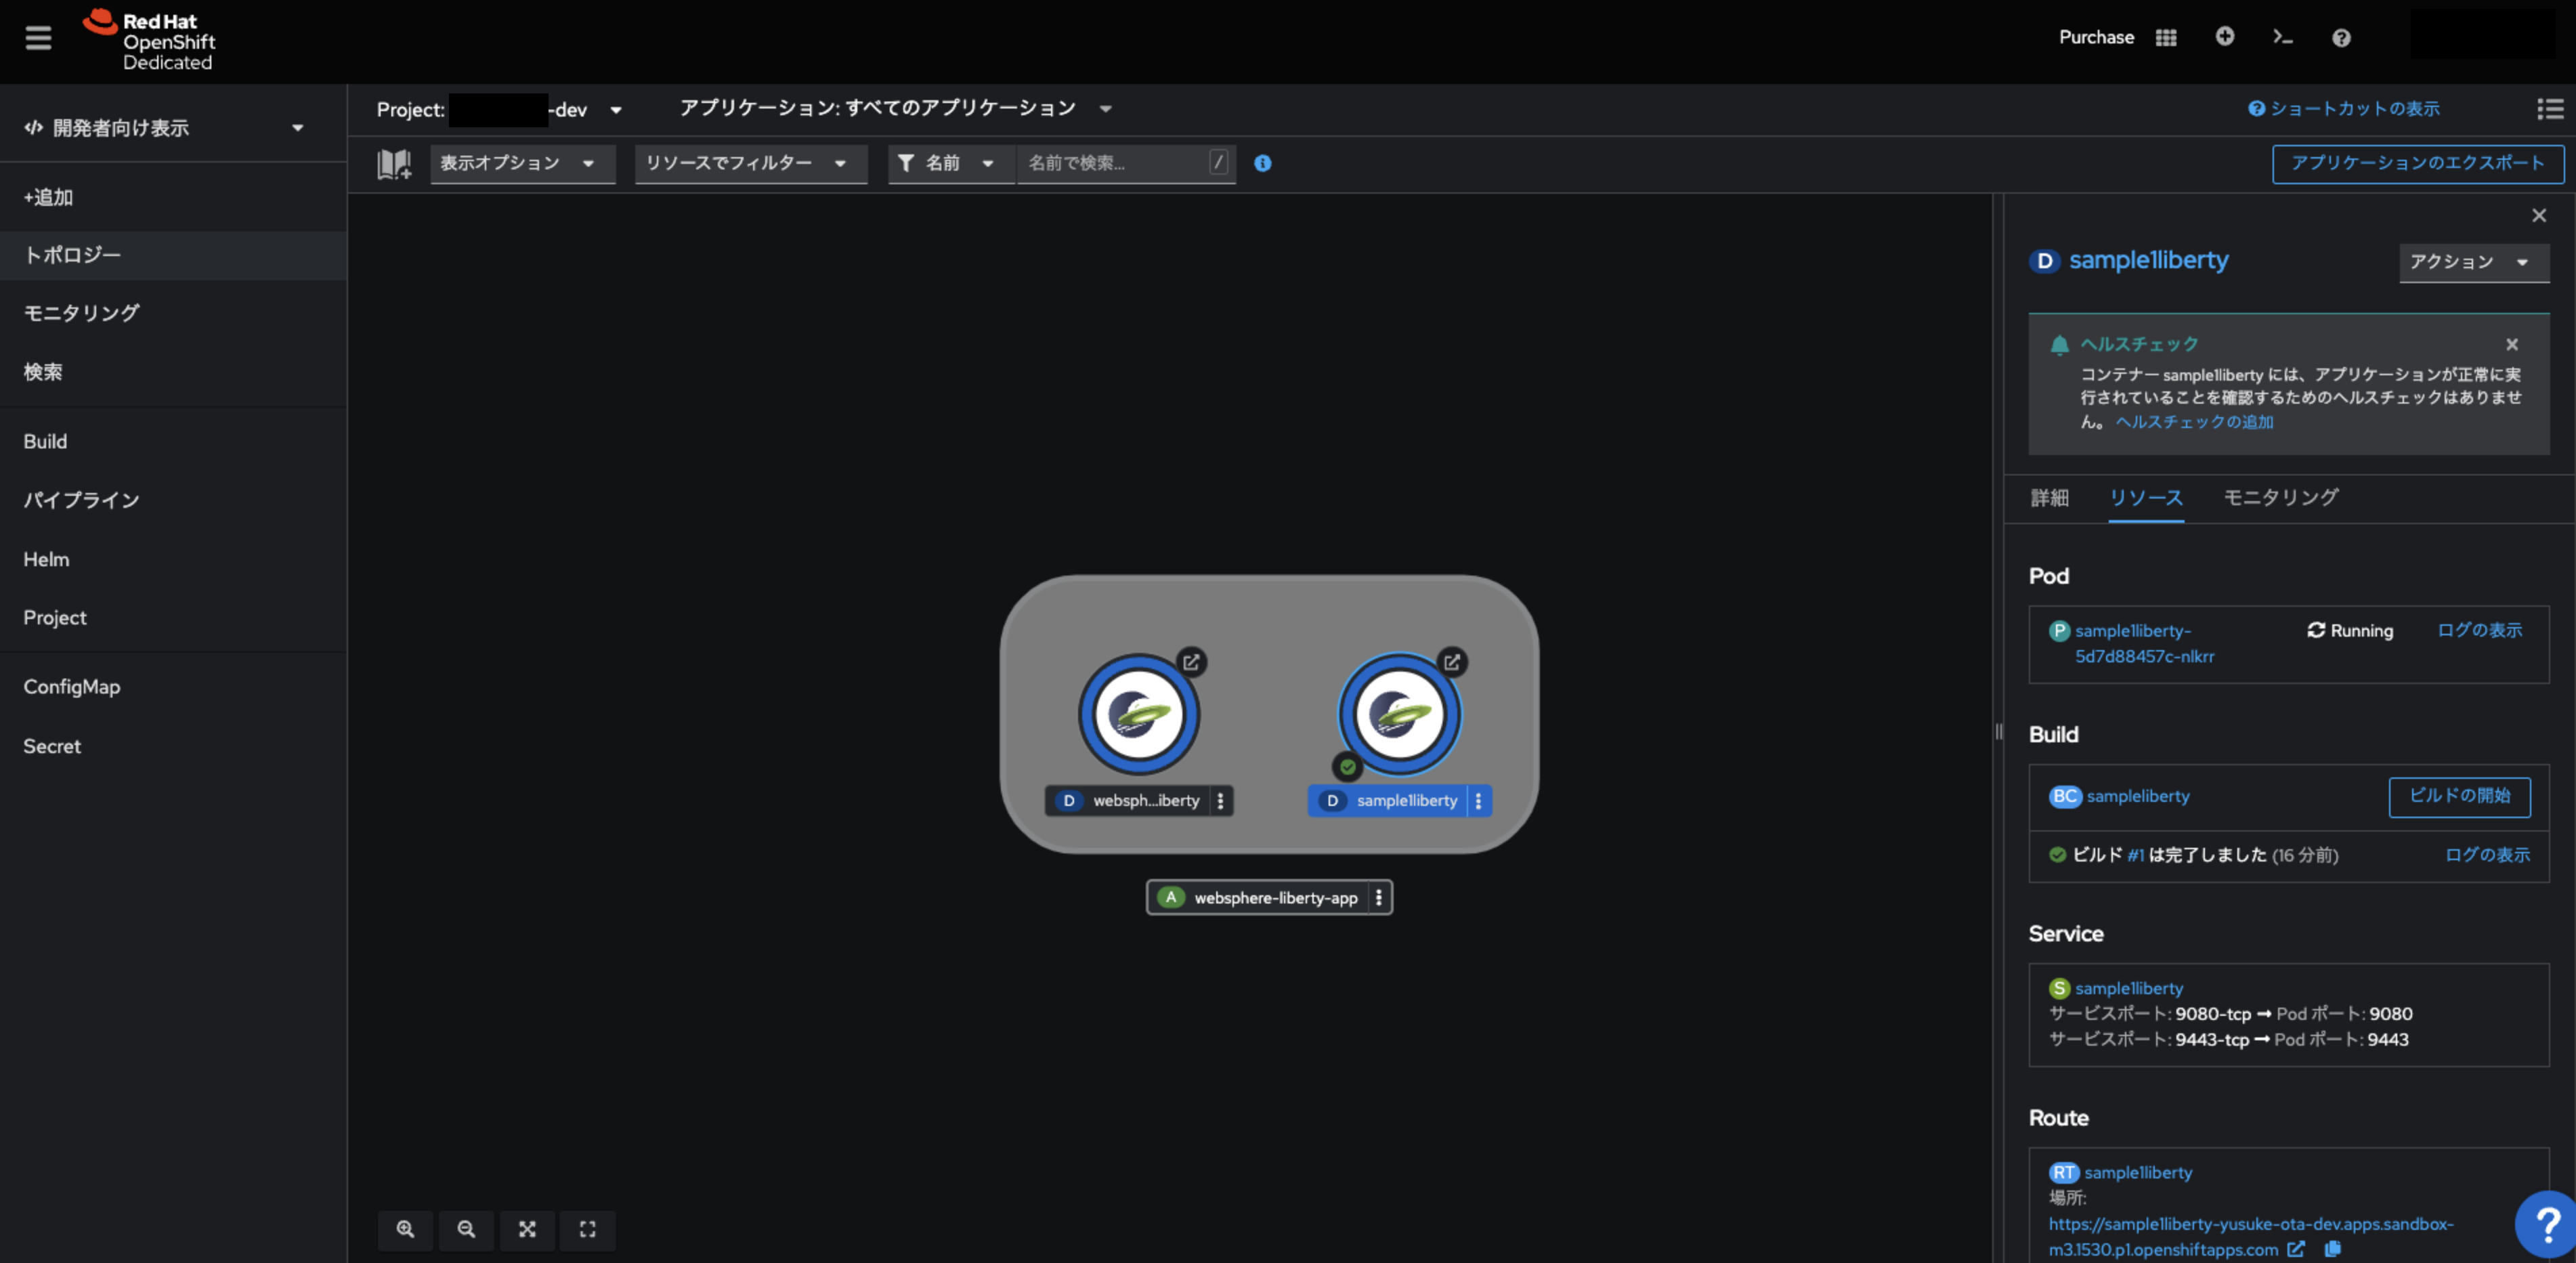 Red Hat
OpenShift
Dedicated
Purchase
開発者向け表示
+追加
トポロジー
モニタリング
検索
Build
パイプライン
Helm
Project
ConfigMap
Secret
Project: -dev
アプリケーション: すべてのアプリケーション
ショートカットの表示
表示オプション
リソースでフィルター
名前
名前で検索...
/
アプリケーションのエクスポート
D websph...iberty
D sample1liberty
A websphere-liberty-app
D sample1liberty
アクション
ヘルスチェック
コンテナー sample1liberty には、アプリケーションが正常に実
行されていることを確認するためのヘルスチェックはありませ
ん。 ヘルスチェックの追加
詳細
リソース
モニタリング
Pod
P sample1liberty-
5d7d88457c-nlkrr
Running
ログの表示
Build
BC sampleliberty
ビルドの開始
ビルド #1 は完了しました (16 分前)
ログの表示
Service
S sample1liberty
サービスポート: 9080-tcp → Pod ポート: 9080
サービスポート: 9443-tcp → Pod ポート: 9443
Route
RT sample1liberty
場所:
https://sample1liberty-yusuke-ota-dev.apps.sandbox-
m3.1530.p1.openshiftapps.com